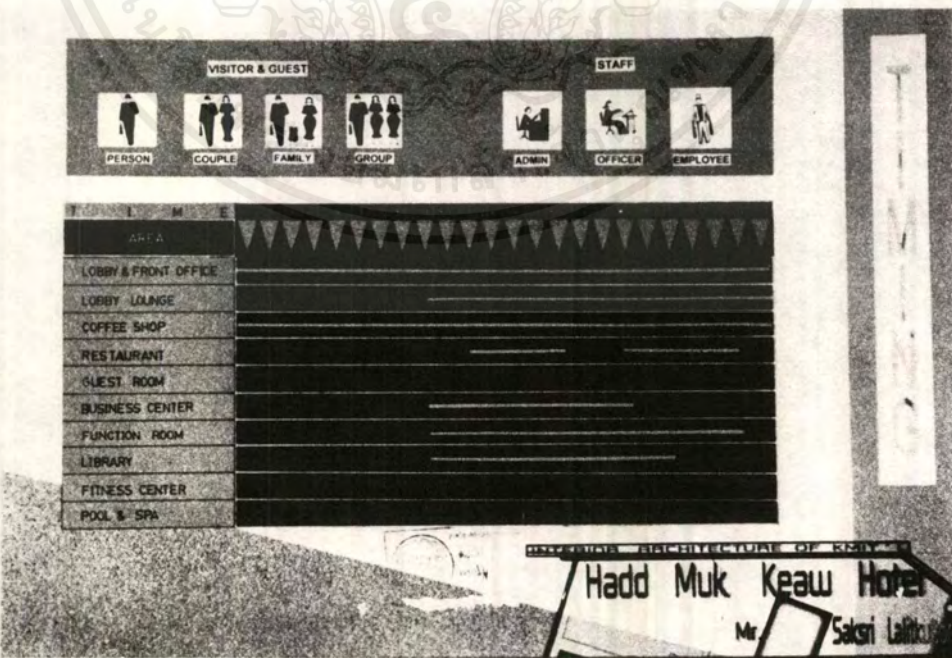 VISITOR & GUEST
STAFF
PERSON
COUPLE
FAMILY
GROUP
ADMIN
OFFICER
EMPLOYEE
T I M E
AREA
LOBBY & FRONT OFFICE
LOBBY LOUNGE
COFFEE SHOP
RESTAURANT
GUEST ROOM
BUSINESS CENTER
FUNCTION ROOM
LIBRARY
FITNESS CENTER
POOL & SPA
INTERIOR ARCHITECTURE OF
Hadd Muk Keaw Hotel
Mr. Saksri